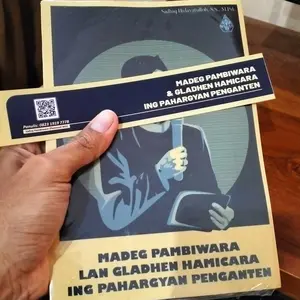 MADEG PAMBIWARA
& GLADHEN HAMICARA
ING PAHARGYAN PENGANTEN
MADEG PAMBIWARA
LAN GLADHEN HAMICARA
ING PAHARGYAN PENGANTEN